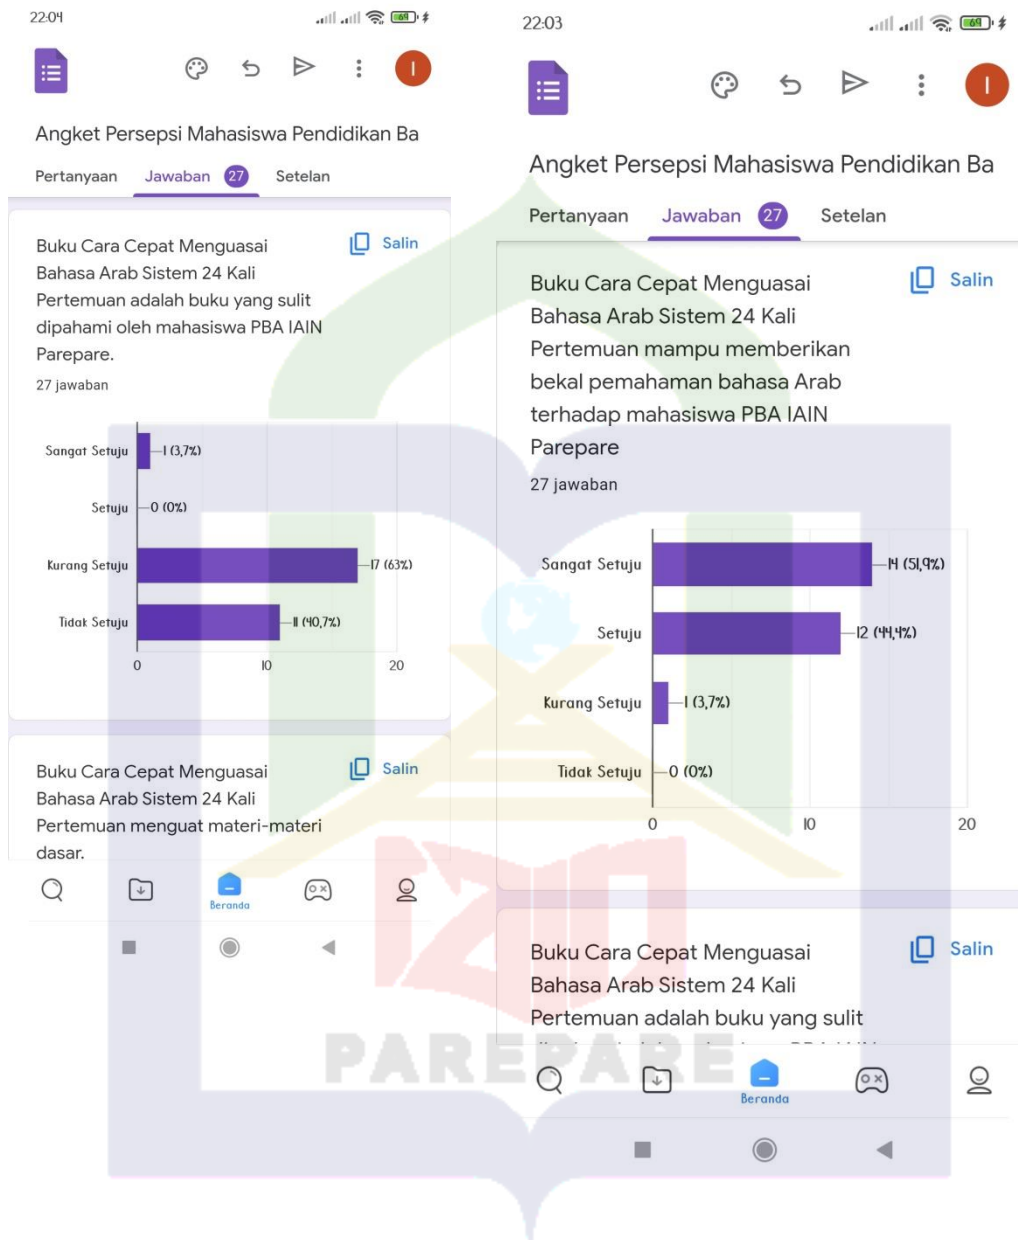 22:04
69
I
Angket Persepsi Mahasiswa Pendidikan Ba
Pertanyaan Jawaban 27 Setelan
Buku Cara Cepat Menguasai
Bahasa Arab Sistem 24 Kali
Pertemuan adalah buku yang sulit
dipahami oleh mahasiswa PBA IAIN
Parepare.
Salin
27 jawaban
Sangat Setuju 1 (3,7%)
Setuju 0 (0%)
Kurang Setuju 17 (63%)
Tidak Setuju 11 (40,7%)
0 10 20
Buku Cara Cepat Menguasai
Bahasa Arab Sistem 24 Kali
Pertemuan menguat materi-materi
dasar.
Salin
Beranda
22:03
69
I
Angket Persepsi Mahasiswa Pendidikan Ba
Pertanyaan Jawaban 27 Setelan
Buku Cara Cepat Menguasai
Bahasa Arab Sistem 24 Kali
Pertemuan mampu memberikan
bekal pemahaman bahasa Arab
terhadap mahasiswa PBA IAIN
Parepare
Salin
27 jawaban
Sangat Setuju 14 (51,9%)
Setuju 12 (44,4%)
Kurang Setuju 1 (3,7%)
Tidak Setuju 0 (0%)
0 10 20
Buku Cara Cepat Menguasai
Bahasa Arab Sistem 24 Kali
Pertemuan adalah buku yang sulit
Salin
Beranda
PAREPARE